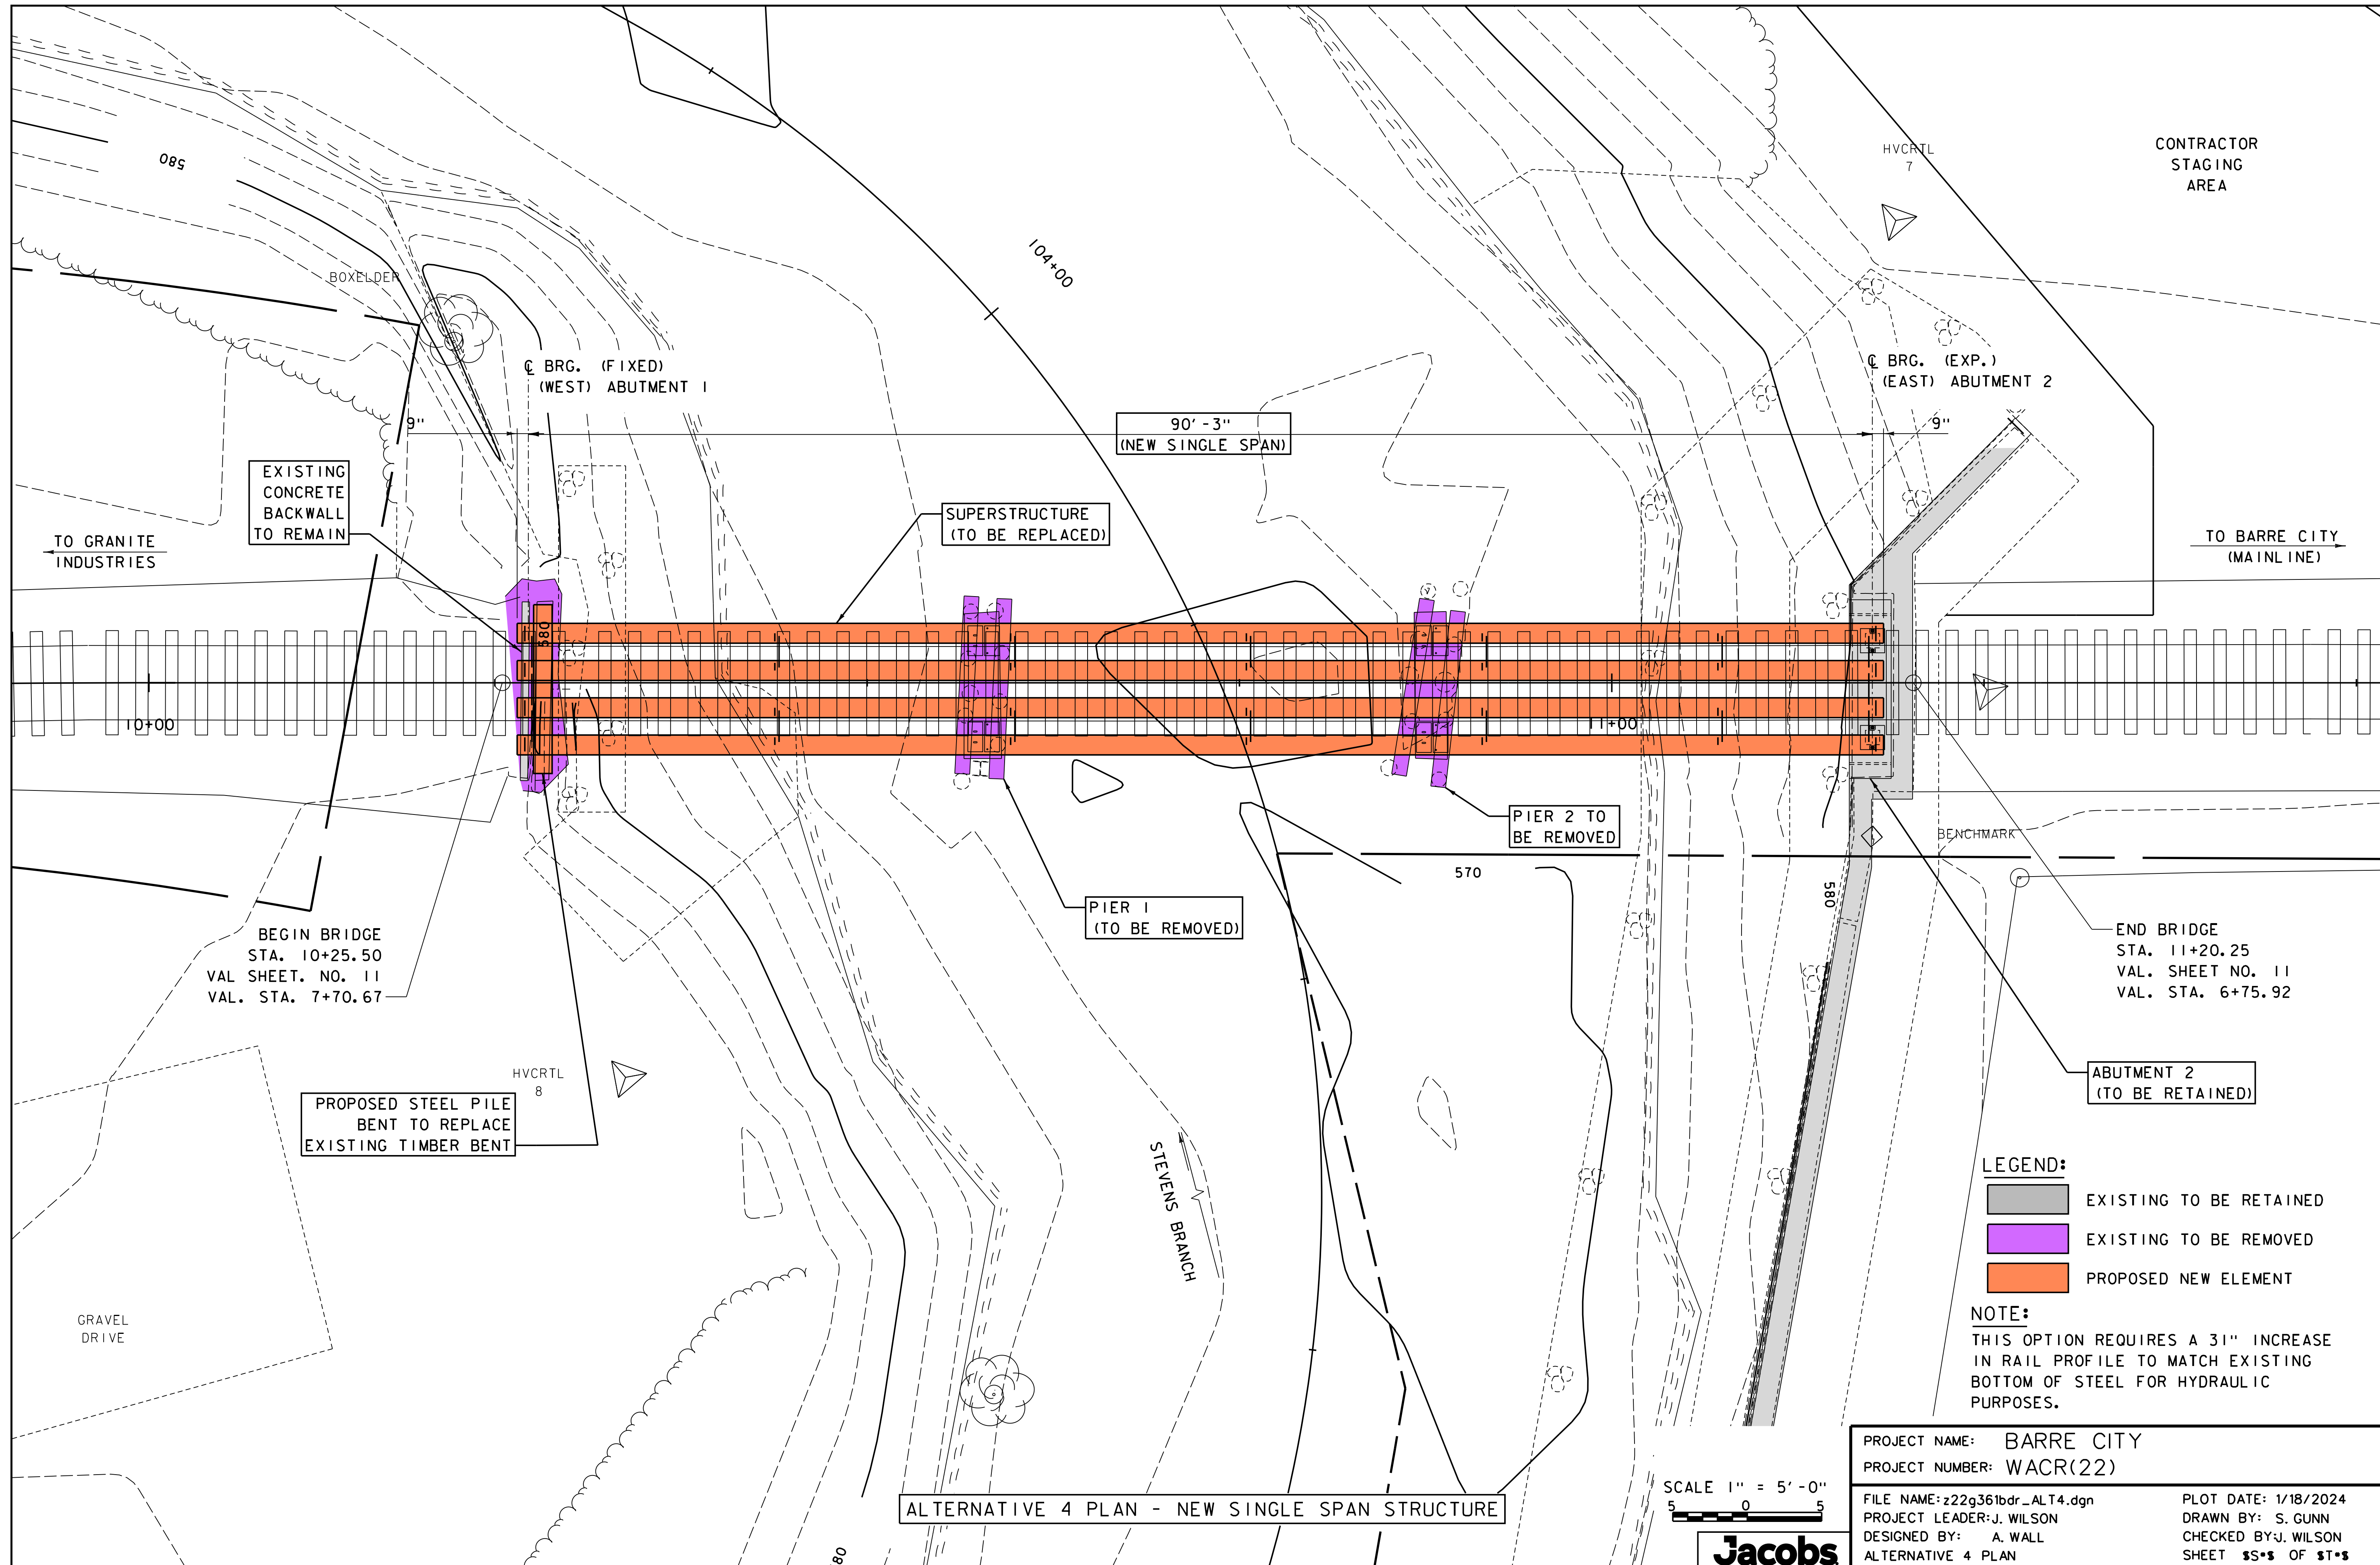 580
BOXELDER
104+00
HVCRTL
7
CONTRACTOR
STAGING
AREA
℄ BRG. (FIXED)
(WEST) ABUTMENT 1
℄ BRG. (EXP.)
(EAST) ABUTMENT 2
9"
90'-3"
(NEW SINGLE SPAN)
9"
EXISTING
CONCRETE
BACKWALL
TO REMAIN
SUPERSTRUCTURE
(TO BE REPLACED)
TO GRANITE
INDUSTRIES
TO BARRE CITY
(MAINLINE)
580
10+00
11+00
PIER 2 TO
BE REMOVED
BENCHMARK
570
580
PIER 1
(TO BE REMOVED)
BEGIN BRIDGE
STA. 10+25.50
VAL SHEET. NO. 11
VAL. STA. 7+70.67
END BRIDGE
STA. 11+20.25
VAL. SHEET NO. 11
VAL. STA. 6+75.92
HVCRTL
8
PROPOSED STEEL PILE
BENT TO REPLACE
EXISTING TIMBER BENT
ABUTMENT 2
(TO BE RETAINED)
STEVENS BRANCH
LEGEND:
EXISTING TO BE RETAINED
EXISTING TO BE REMOVED
PROPOSED NEW ELEMENT
GRAVEL
DRIVE
NOTE:
THIS OPTION REQUIRES A 31" INCREASE
IN RAIL PROFILE TO MATCH EXISTING
BOTTOM OF STEEL FOR HYDRAULIC
PURPOSES.
80
ALTERNATIVE 4 PLAN - NEW SINGLE SPAN STRUCTURE
SCALE 1" = 5'-0"
5 0 5
Jacobs
PROJECT NAME: BARRE CITY
PROJECT NUMBER: WACR(22)
FILE NAME: z22g361bdr_ALT4.dgn
PROJECT LEADER: J. WILSON
DESIGNED BY: A. WALL
ALTERNATIVE 4 PLAN
PLOT DATE: 1/18/2024
DRAWN BY: S. GUNN
CHECKED BY: J. WILSON
SHEET $S*$ OF $T*$